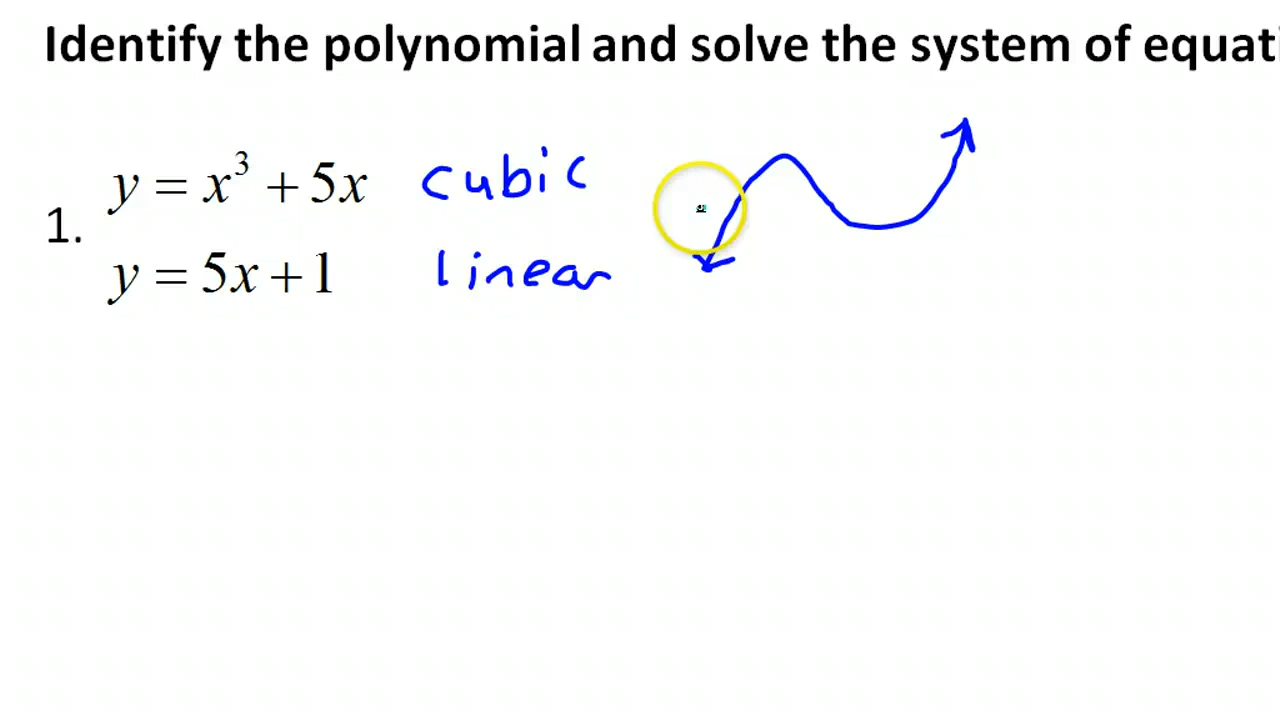 Identify the polynomial and solve the system of equati
y = x³ + 5x cubic
1.
y = 5x + 1 linear